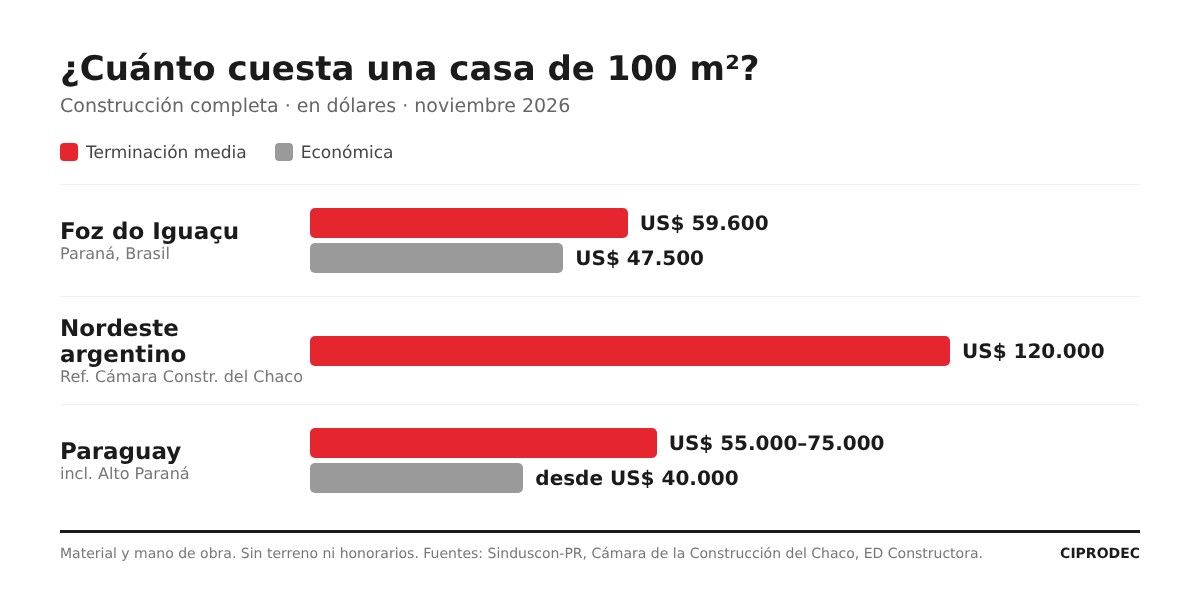 ¿Cuánto cuesta una casa de 100 m²?
Construcción completa · en dólares · noviembre 2026
Terminación media
Económica
Foz do Iguaçu
Paraná, Brasil
US$ 59.600
US$ 47.500
Nordeste
argentino
Ref. Cámara Constr. del Chaco
US$ 120.000
Paraguay
incl. Alto Paraná
US$ 55.000–75.000
desde US$ 40.000
Material y mano de obra. Sin terreno ni honorarios. Fuentes: Sinduscon-PR, Cámara de la Construcción del Chaco, ED Constructora.
CIPRODEC